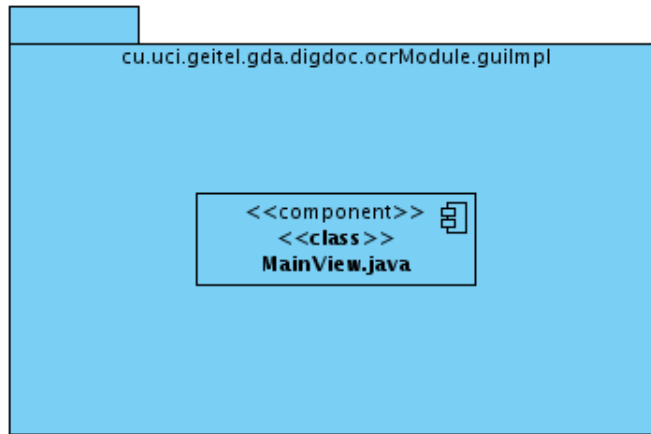 cu.uci.geitel.gda.digdoc.ocrModule.guiImpl
<<component>>
<<class>>
MainView.java